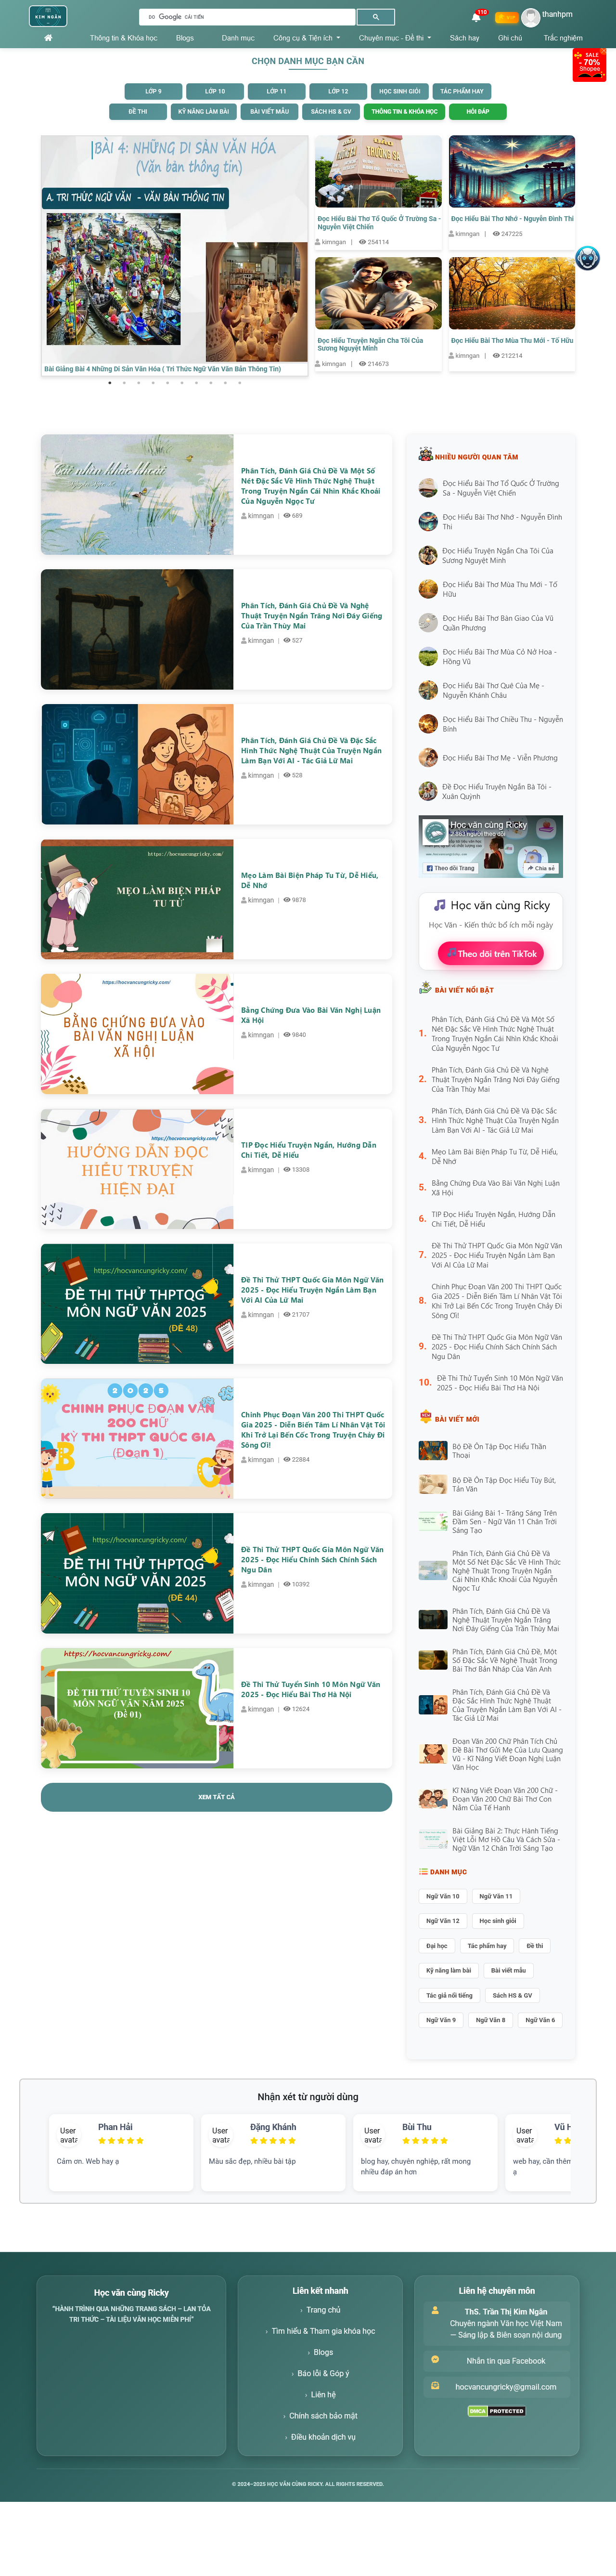 KIM NGÂN
ĐƯỢC Google CẢI TIẾN
110
thanhpm
Thông tin & Khóa học
Blogs
Danh mục
Công cụ & Tiện ích
Chuyên mục - Đề thi
Sách hay
Ghi chú
Trắc nghiệm
SALE
- 70%
Shopee
CHỌN DANH MỤC BẠN CẦN
LỚP 9
LỚP 10
LỚP 11
LỚP 12
HỌC SINH GIỎI
TÁC PHẨM HAY
ĐỀ THI
KỸ NĂNG LÀM BÀI
BÀI VIẾT MẪU
SÁCH HS & GV
THÔNG TIN & KHÓA HỌC
HỎI ĐÁP
BÀI 4: NHỮNG DI SẢN VĂN HÓA
(Văn bản thông tin)
A. TRI THỨC NGỮ VĂN - VĂN BẢN THÔNG TIN
Bài Giảng Bài 4 Những Di Sản Văn Hóa ( Tri Thức Ngữ Văn Văn Bản Thông Tin)
TRƯỜNG SA
Đọc Hiểu Bài Thơ Tổ Quốc Ở Trường Sa -
Nguyễn Việt Chiến
kimngan | 254114
Đọc Hiểu Bài Thơ Nhớ - Nguyễn Đình Thi
kimngan | 247225
Đọc Hiểu Truyện Ngắn Cha Tôi Của
Sương Nguyệt Minh
kimngan | 214673
Đọc Hiểu Bài Thơ Mùa Thu Mới - Tố Hữu
kimngan | 212214
Cái nhìn khắc khoải
Nguyễn Ngọc Tư
Phân Tích, Đánh Giá Chủ Đề Và Một Số
Nét Đặc Sắc Về Hình Thức Nghệ Thuật
Trong Truyện Ngắn Cái Nhìn Khắc Khoải
Của Nguyễn Ngọc Tư
kimngan | 689
Phân Tích, Đánh Giá Chủ Đề Và Nghệ
Thuật Truyện Ngắn Trăng Nơi Đáy Giếng
Của Trần Thùy Mai
kimngan | 527
Phân Tích, Đánh Giá Chủ Đề Và Đặc Sắc
Hình Thức Nghệ Thuật Của Truyện Ngắn
Làm Bạn Với AI - Tác Giả Lữ Mai
kimngan | 528
https://hocvancungricky.com/
MẸO LÀM BIỆN PHÁP
TU TỪ
Mẹo Làm Bài Biện Pháp Tu Từ, Dễ Hiểu,
Dễ Nhớ
kimngan | 9878
https://hocvancungricky.com/
BẰNG CHỨNG ĐƯA VÀO
BÀI VĂN NGHỊ LUẬN
XÃ HỘI
Bằng Chứng Đưa Vào Bài Văn Nghị Luận
Xã Hội
kimngan | 9840
https://hocvancungricky.com/
HƯỚNG DẪN ĐỌC
HIỂU TRUYỆN
HIỆN ĐẠI
TIP Đọc Hiểu Truyện Ngắn, Hướng Dẫn
Chi Tiết, Dễ Hiểu
kimngan | 13308
https://hocvancungricky.com/
ĐỀ THI THỬ THPTQG
MÔN NGỮ VĂN 2025
(ĐỀ 48)
Đề Thi Thử THPT Quốc Gia Môn Ngữ Văn
2025 - Đọc Hiểu Truyện Ngắn Làm Bạn
Với AI Của Lữ Mai
kimngan | 21707
2025
CHINH PHỤC ĐOẠN VĂN
200 CHỮ
KỲ THI THPT QUỐC GIA
(Đoạn 1)
Chinh Phục Đoạn Văn 200 Thi THPT Quốc
Gia 2025 - Diễn Biến Tâm Lí Nhân Vật Tôi
Khi Trở Lại Bến Cốc Trong Truyện Chảy Đi
Sông Ơi!
kimngan | 22884
https://hocvancungricky.com/
ĐỀ THI THỬ THPTQG
MÔN NGỮ VĂN 2025
(ĐỀ 44)
Đề Thi Thử THPT Quốc Gia Môn Ngữ Văn
2025 - Đọc Hiểu Chính Sách Chính Sách
Ngu Dân
kimngan | 10392
https://hocvancungricky.com/
ĐỀ THI THỬ TUYỂN SINH 10
MÔN NGỮ VĂN NĂM 2025
(Đề 01)
Đề Thi Thử Tuyển Sinh 10 Môn Ngữ Văn
2025 - Đọc Hiểu Bài Thơ Hà Nội
kimngan | 12624
XEM TẤT CẢ
NHIỀU NGƯỜI QUAN TÂM
Đọc Hiểu Bài Thơ Tổ Quốc Ở Trường
Sa - Nguyễn Việt Chiến
Đọc Hiểu Bài Thơ Nhớ - Nguyễn Đình
Thi
Đọc Hiểu Truyện Ngắn Cha Tôi Của
Sương Nguyệt Minh
Đọc Hiểu Bài Thơ Mùa Thu Mới - Tố
Hữu
Đọc Hiểu Bài Thơ Bàn Giao Của Vũ
Quần Phương
Đọc Hiểu Bài Thơ Mùa Cỏ Nở Hoa -
Hồng Vũ
Đọc Hiểu Bài Thơ Quê Của Mẹ -
Nguyễn Khánh Châu
Đọc Hiểu Bài Thơ Chiều Thu - Nguyễn
Bính
Đọc Hiểu Bài Thơ Mẹ - Viễn Phương
Đề Đọc Hiểu Truyện Ngắn Bà Tôi -
Xuân Quỳnh
Học văn cùng Ricky
2.863 người theo dõi
Theo dõi Trang
Chia sẻ
Học văn cùng Ricky
Học Văn - Kiến thức bổ ích mỗi ngày
Theo dõi trên TikTok
BÀI VIẾT NỔI BẬT
1. Phân Tích, Đánh Giá Chủ Đề Và Một Số
Nét Đặc Sắc Về Hình Thức Nghệ Thuật
Trong Truyện Ngắn Cái Nhìn Khắc Khoải
Của Nguyễn Ngọc Tư
2. Phân Tích, Đánh Giá Chủ Đề Và Nghệ
Thuật Truyện Ngắn Trăng Nơi Đáy Giếng
Của Trần Thùy Mai
3. Phân Tích, Đánh Giá Chủ Đề Và Đặc Sắc
Hình Thức Nghệ Thuật Của Truyện Ngắn
Làm Bạn Với AI - Tác Giả Lữ Mai
4. Mẹo Làm Bài Biện Pháp Tu Từ, Dễ Hiểu,
Dễ Nhớ
5. Bằng Chứng Đưa Vào Bài Văn Nghị Luận
Xã Hội
6. TIP Đọc Hiểu Truyện Ngắn, Hướng Dẫn
Chi Tiết, Dễ Hiểu
7. Đề Thi Thử THPT Quốc Gia Môn Ngữ Văn
2025 - Đọc Hiểu Truyện Ngắn Làm Bạn
Với AI Của Lữ Mai
8. Chinh Phục Đoạn Văn 200 Thi THPT Quốc
Gia 2025 - Diễn Biến Tâm Lí Nhân Vật Tôi
Khi Trở Lại Bến Cốc Trong Truyện Chảy Đi
Sông Ơi!
9. Đề Thi Thử THPT Quốc Gia Môn Ngữ Văn
2025 - Đọc Hiểu Chính Sách Chính Sách
Ngu Dân
10. Đề Thi Thử Tuyển Sinh 10 Môn Ngữ Văn
2025 - Đọc Hiểu Bài Thơ Hà Nội
BÀI VIẾT MỚI
Bộ Đề Ôn Tập Đọc Hiểu Thần
Thoại
Bộ Đề Ôn Tập Đọc Hiểu Tùy Bút,
Tản Văn
Bài Giảng Bài 1- Trăng Sáng Trên
Đầm Sen - Ngữ Văn 11 Chân Trời
Sáng Tạo
Phân Tích, Đánh Giá Chủ Đề Và
Một Số Nét Đặc Sắc Về Hình Thức
Nghệ Thuật Trong Truyện Ngắn
Cái Nhìn Khắc Khoải Của Nguyễn
Ngọc Tư
Phân Tích, Đánh Giá Chủ Đề Và
Nghệ Thuật Truyện Ngắn Trăng
Nơi Đáy Giếng Của Trần Thùy Mai
Phân Tích, Đánh Giá Chủ Đề, Một
Số Đặc Sắc Về Nghệ Thuật Trong
Bài Thơ Bản Nháp Của Văn Anh
Phân Tích, Đánh Giá Chủ Đề Và
Đặc Sắc Hình Thức Nghệ Thuật
Của Truyện Ngắn Làm Bạn Với AI -
Tác Giả Lữ Mai
Đoạn Văn 200 Chữ Phân Tích Chủ
Đề Bài Thơ Gửi Mẹ Của Lưu Quang
Vũ - Kĩ Năng Viết Đoạn Nghị Luận
Văn Học
Kĩ Năng Viết Đoạn Văn 200 Chữ -
Đoạn Văn 200 Chữ Bài Thơ Con
Nằm Của Tế Hanh
Bài Giảng Bài 2: Thực Hành Tiếng
Việt Lỗi Mơ Hồ Câu Và Cách Sửa -
Ngữ Văn 12 Chân Trời Sáng Tạo
DANH MỤC
Ngữ Văn 10
Ngữ Văn 11
Ngữ Văn 12
Học sinh giỏi
Đại học
Tác phẩm hay
Đề thi
Kỹ năng làm bài
Bài viết mẫu
Tác giả nổi tiếng
Sách HS & GV
Ngữ Văn 9
Ngữ Văn 8
Ngữ Văn 6
Nhận xét từ người dùng
User avata
Phan Hải
Cảm ơn. Web hay ạ
User avata
Đặng Khánh
Màu sắc đẹp, nhiều bài tập
User avata
Bùi Thu
blog hay, chuyên nghiệp, rất mong
nhiều đáp án hơn
User avata
Vũ H
web hay, cần thêm
ạ
Học văn cùng Ricky
“HÀNH TRÌNH QUA NHỮNG TRANG SÁCH – LAN TỎA
TRI THỨC – TÀI LIỆU VĂN HỌC MIỄN PHÍ”
Liên kết nhanh
› Trang chủ
› Tìm hiểu & Tham gia khóa học
› Blogs
› Báo lỗi & Góp ý
› Liên hệ
› Chính sách bảo mật
› Điều khoản dịch vụ
Liên hệ chuyên môn
ThS. Trần Thị Kim Ngân
Chuyên ngành Văn học Việt Nam
— Sáng lập & Biên soạn nội dung
Nhắn tin qua Facebook
hocvancungricky@gmail.com
DMCA PROTECTED
© 2024–2025 HỌC VĂN CÙNG RICKY. ALL RIGHTS RESERVED.